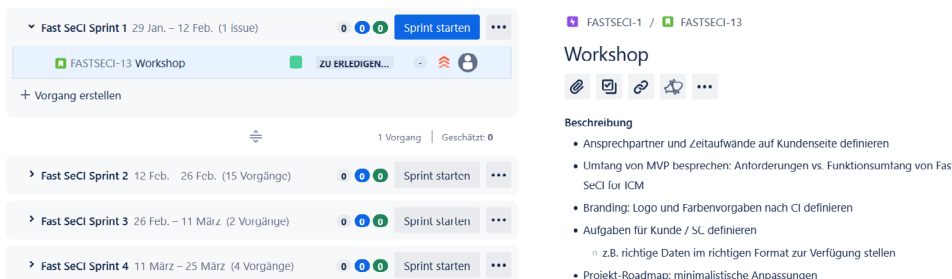 Fast SeCI Sprint 1 29 Jan. – 12 Feb. (1 issue) 0 0 0 Sprint starten
FASTSECI-13 Workshop ZU ERLEDIGEN... -
+ Vorgang erstellen
1 Vorgang | Geschätzt: 0
Fast SeCI Sprint 2 12 Feb. – 26 Feb. (15 Vorgänge) 0 0 0 Sprint starten
Fast SeCI Sprint 3 26 Feb. – 11 März (2 Vorgänge) 0 0 0 Sprint starten
Fast SeCI Sprint 4 11 März – 25 März (4 Vorgänge) 0 0 0 Sprint starten
FASTSECI-1 / FASTSECI-13
Workshop
Beschreibung
• Ansprechpartner und Zeitaufwände auf Kundenseite definieren
• Umfang von MVP besprechen: Anforderungen vs. Funktionsumfang von Fast
SeCI for ICM
• Branding: Logo und Farbenvorgaben nach CI definieren
• Aufgaben für Kunde / SC definieren
◦ z.B. richtige Daten im richtigen Format zur Verfügung stellen
• Projekt-Roadmap: minimalistische Anpassungen